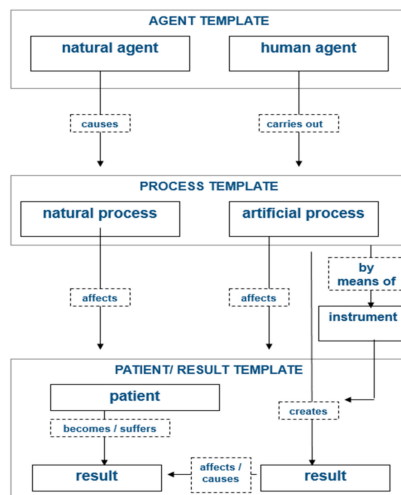 AGENT TEMPLATE
natural agent
human agent
causes
carries out
PROCESS TEMPLATE
natural process
artificial process
by
means of
affects
affects
instrument
PATIENT/ RESULT TEMPLATE
patient
creates
becomes / suffers
affects /
causes
result
result